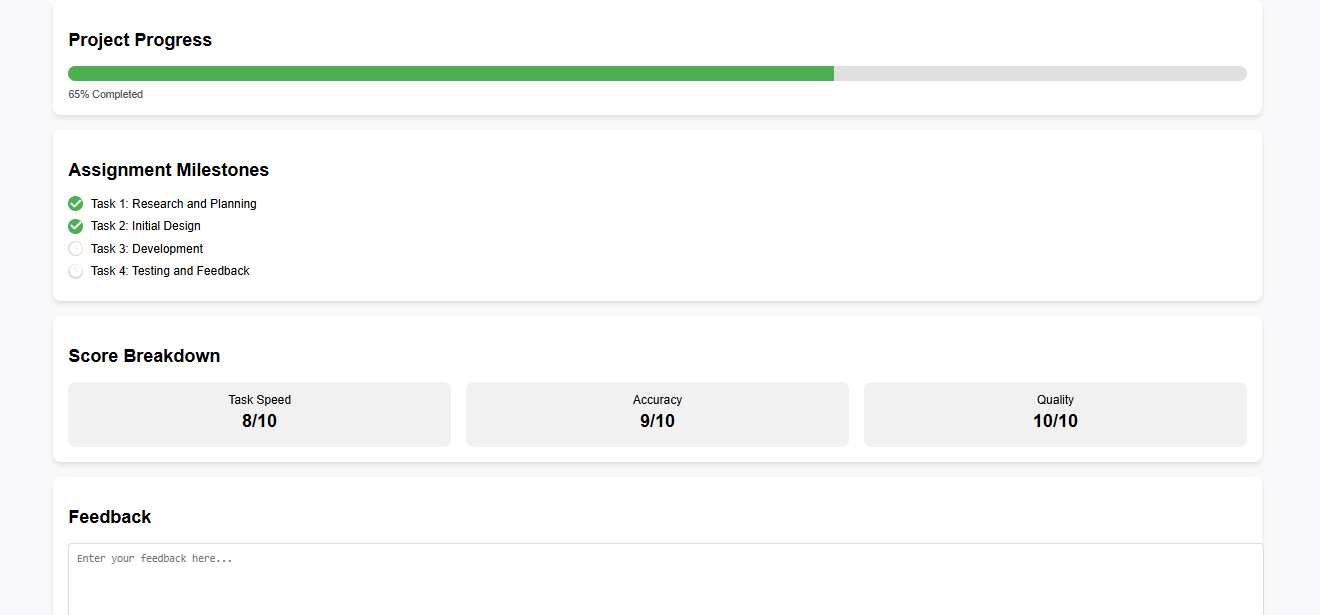 Project Progress
65% Completed
Assignment Milestones
Task 1: Research and Planning
Task 2: Initial Design
Task 3: Development
Task 4: Testing and Feedback
Score Breakdown
Task Speed
8/10
Accuracy
9/10
Quality
10/10
Feedback
Enter your feedback here...